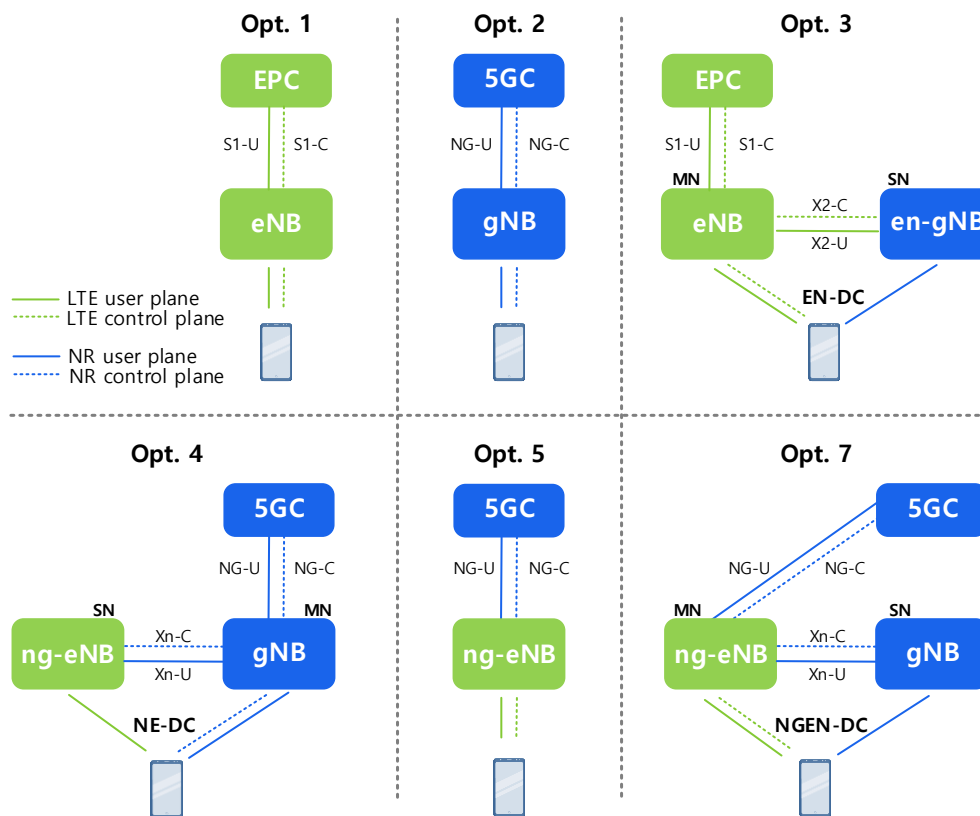 Opt. 1
EPC
S1-U
S1-C
eNB
LTE user plane
LTE control plane
NR user plane
NR control plane
Opt. 2
5GC
NG-U
NG-C
gNB
Opt. 3
EPC
S1-U
S1-C
MN
SN
eNB
X2-C
X2-U
en-gNB
EN-DC
Opt. 4
5GC
NG-U
NG-C
SN
MN
ng-eNB
Xn-C
Xn-U
gNB
NE-DC
Opt. 5
5GC
NG-U
NG-C
ng-eNB
Opt. 7
5GC
NG-U
NG-C
MN
SN
ng-eNB
Xn-C
Xn-U
gNB
NGEN-DC